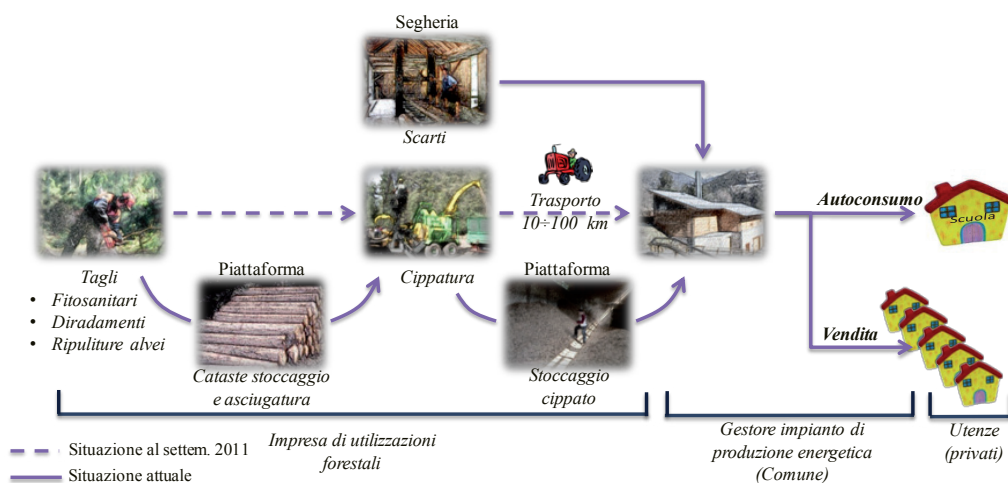 Segheria
Scarti
Trasporto
10÷100 km
Autoconsumo
Scuola
Tagli
• Fitosanitari
• Diradamenti
• Ripuliture alvei
Piattaforma
Cataste stoccaggio
e asciugatura
Cippatura
Piattaforma
Stoccaggio
cippato
Vendita
Impresa di utilizzazioni
forestali
Gestore impianto di
produzione energetica
(Comune)
Utenze
(privati)
Situazione al settem. 2011
Situazione attuale